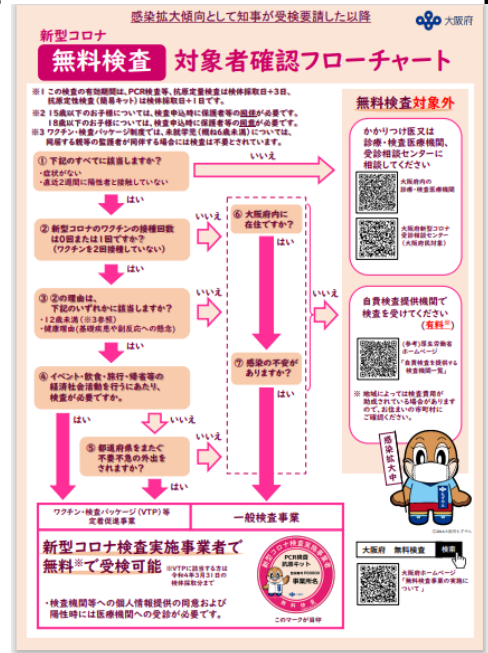 感染拡大傾向として知事が受検要請した以降
大阪府
新型コロナ
無料検査 対象者確認フローチャート
※1 この検査の有効期間は、PCR検査等、抗原定量検査は検体採取日+3日、
抗原定性検査(簡易キット)は検体採取日+1日です。
※2 15歳以下のお子様については、検査申込時に保護者等の同伴が必要です。
18歳以下のお子様については、検査申込時に保護者等の同意が必要です。
※3 ワクチン・検査パッケージ制度では、未就学児(概ね6歳未満)については、
同居する親等の監護者が同伴する場合には検査は不要とされています。
① 下記のすべてに該当しますか?
・症状がない
・直近2週間に陽性者と接触していない
いいえ
はい
② 新型コロナのワクチンの接種回数
は0回または1回ですか?
(ワクチンを2回接種していない)
いいえ
はい
③ ②の理由は、
下記のいずれかに該当しますか?
・12歳未満(※3参照)
・健康理由(基礎疾患や副反応への懸念)
いいえ
はい
④ イベント・飲食・旅行・帰省等の
経済社会活動を行うにあたり、
検査が必要ですか。
はい
いいえ
⑤ 都道府県をまたぐ
不要不急の外出を
されますか?
いいえ
はい
⑥ 大阪府内に
在住ですか?
はい
いいえ
⑦ 感染の不安が
ありますか?
はい
無料検査対象外
かかりつけ医又は
診療・検査医療機関、
受診相談センターに
相談してください
大阪府内の
診療・検査医療機関
大阪府新型コロナ
受診相談センター
(大阪府民対象)
自費検査提供機関で
検査を受けてください
(有料※)
(参考)厚生労働省
ホームページ
「自費検査を提供する
検査機関一覧」
※ 地域によっては検査費用が
助成されている場合があります
ので、お住まいの市町村に
ご確認ください。
感染拡大中
ワクチン・検査パッケージ(VTP)等
定着促進事業
一般検査事業
新型コロナ検査実施事業者で
無料※で受検可能
※VTPに該当する方は
令和4年3月31日の
検体採取分まで
・検査機関等への個人情報提供の同意および
陽性時には医療機関への受診が必要です。
新型コロナ検査実施事業者
PCR検査
抗原キット
事業所名
無料検査
このマークが目印
大阪府 無料検査 検索
大阪府ホームページ
「無料検査事業の実施に
ついて」